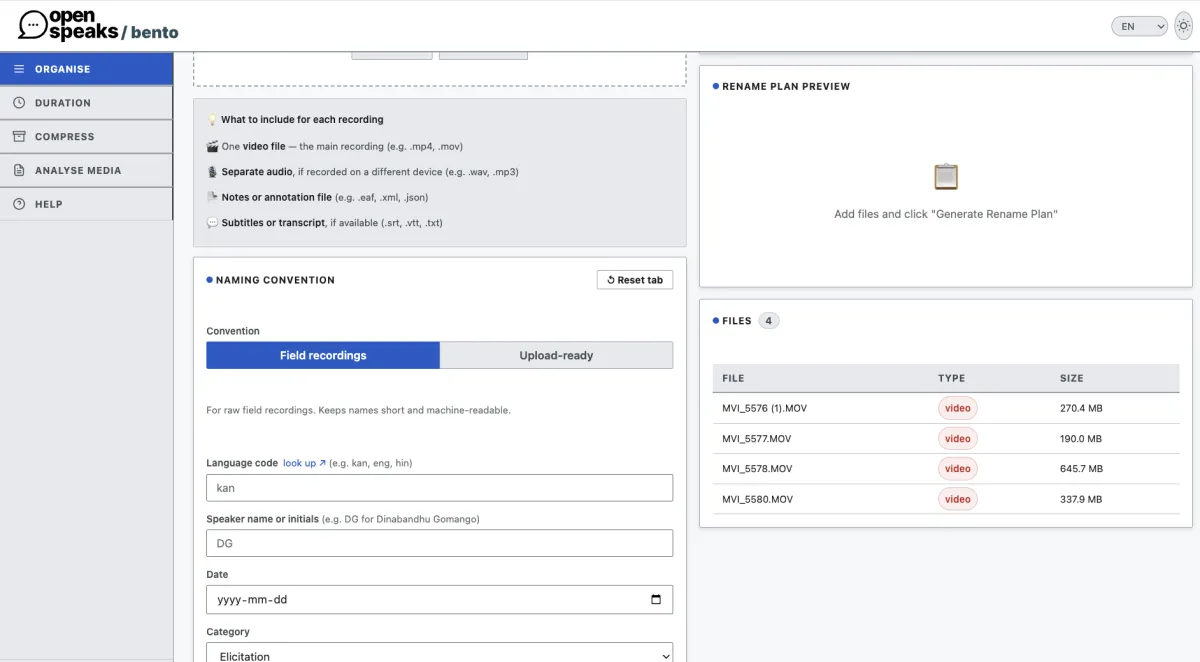 open
speaks / bento
EN
ORGANISE
DURATION
COMPRESS
ANALYSE MEDIA
HELP
What to include for each recording
One video file — the main recording (e.g. .mp4, .mov)
Separate audio, if recorded on a different device (e.g. .wav, .mp3)
Notes or annotation file (e.g. .eaf, .xml, .json)
Subtitles or transcript, if available (.srt, .vtt, .txt)
NAMING CONVENTION
Reset tab
Convention
Field recordings
Upload-ready
For raw field recordings. Keeps names short and machine-readable.
Language code look up ↗ (e.g. kan, eng, hin)
kan
Speaker name or initials (e.g. DG for Dinabandhu Gomango)
DG
Date
yyyy-mm-dd
Category
Elicitation
RENAME PLAN PREVIEW
Add files and click "Generate Rename Plan"
FILES 4
FILE TYPE SIZE
MVI_5576 (1).MOV video 270.4 MB
MVI_5577.MOV video 190.0 MB
MVI_5578.MOV video 645.7 MB
MVI_5580.MOV video 337.9 MB